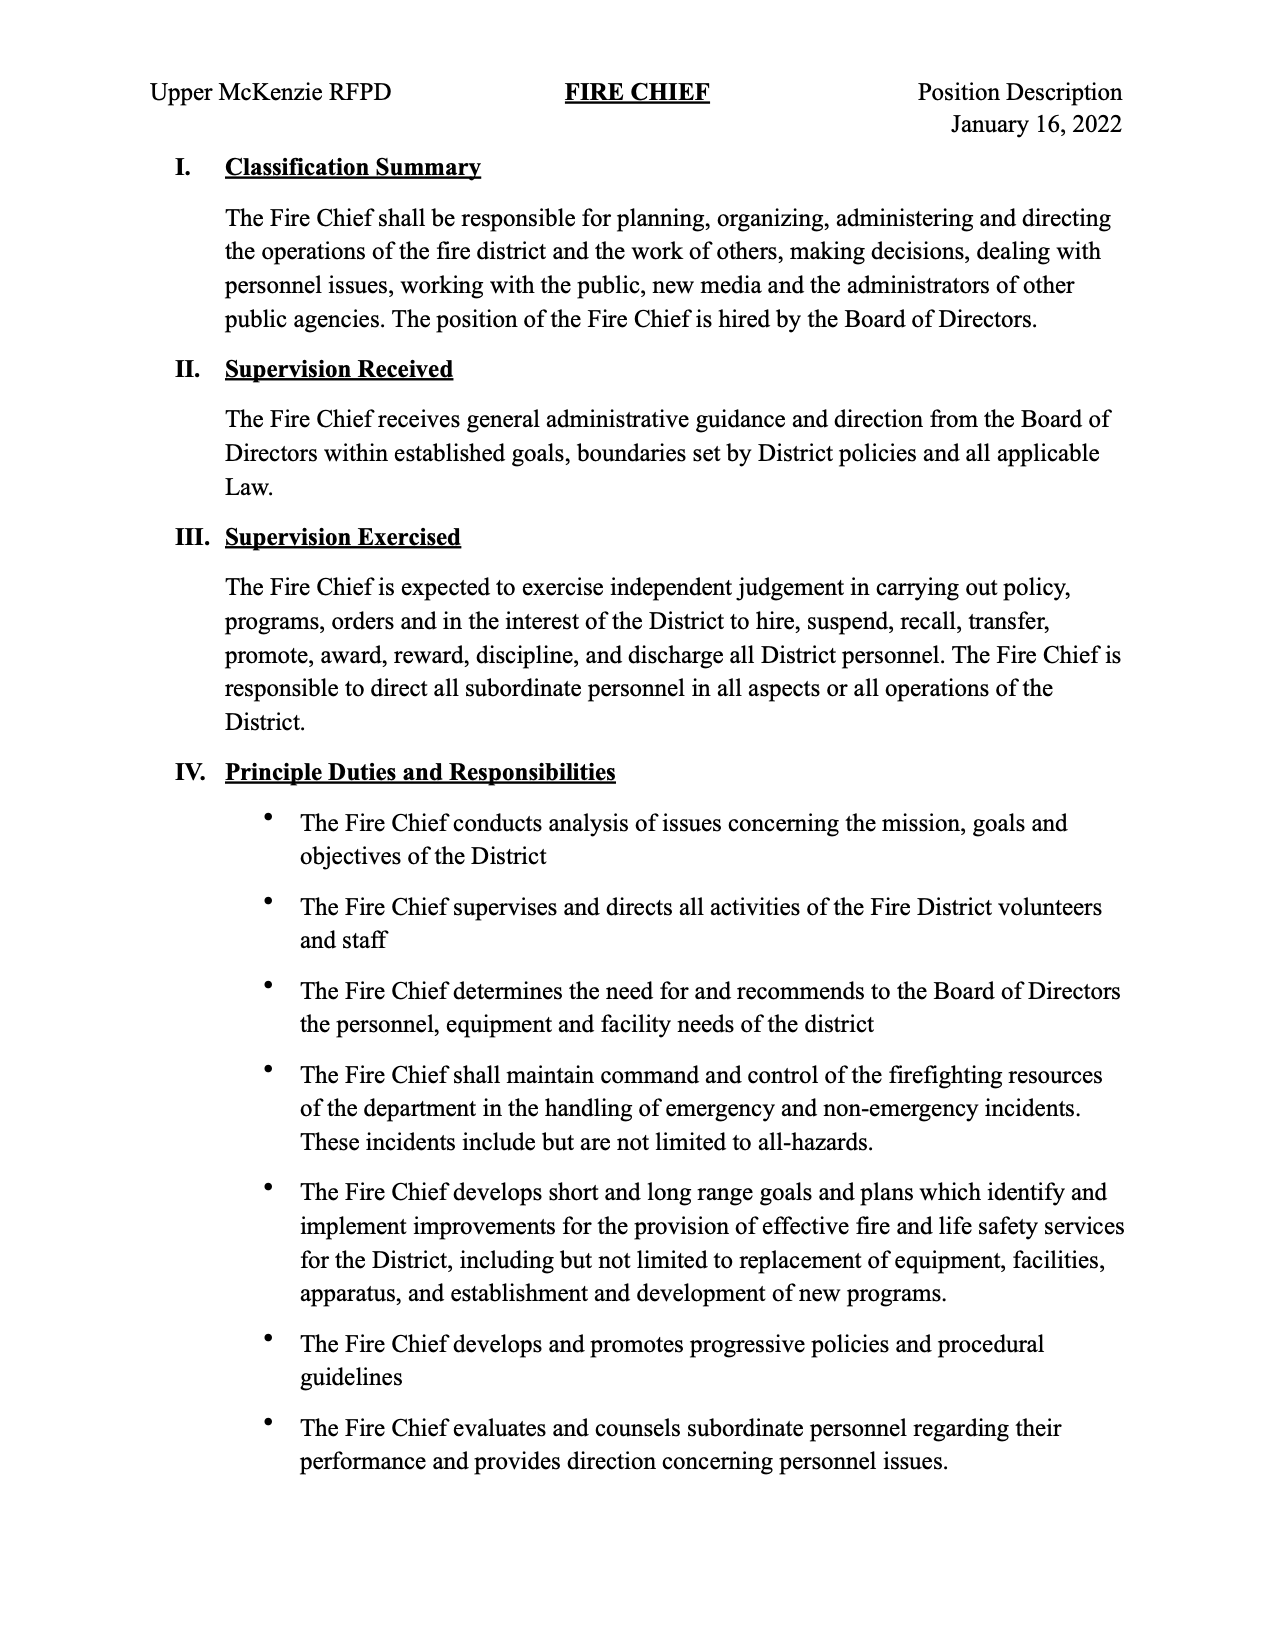 Upper McKenzie RFPD FIRE CHIEF Position Description
January 16, 2022
I. Classification Summary
The Fire Chief shall be responsible for planning, organizing, administering and directing
the operations of the fire district and the work of others, making decisions, dealing with
personnel issues, working with the public, new media and the administrators of other
public agencies. The position of the Fire Chief is hired by the Board of Directors.
II. Supervision Received
The Fire Chief receives general administrative guidance and direction from the Board of
Directors within established goals, boundaries set by District policies and all applicable
Law.
III. Supervision Exercised
The Fire Chief is expected to exercise independent judgement in carrying out policy,
programs, orders and in the interest of the District to hire, suspend, recall, transfer,
promote, award, reward, discipline, and discharge all District personnel. The Fire Chief is
responsible to direct all subordinate personnel in all aspects or all operations of the
District.
IV. Principle Duties and Responsibilities
• The Fire Chief conducts analysis of issues concerning the mission, goals and
objectives of the District
• The Fire Chief supervises and directs all activities of the Fire District volunteers
and staff
• The Fire Chief determines the need for and recommends to the Board of Directors
the personnel, equipment and facility needs of the district
• The Fire Chief shall maintain command and control of the firefighting resources
of the department in the handling of emergency and non-emergency incidents.
These incidents include but are not limited to all-hazards.
• The Fire Chief develops short and long range goals and plans which identify and
implement improvements for the provision of effective fire and life safety services
for the District, including but not limited to replacement of equipment, facilities,
apparatus, and establishment and development of new programs.
• The Fire Chief develops and promotes progressive policies and procedural
guidelines
• The Fire Chief evaluates and counsels subordinate personnel regarding their
performance and provides direction concerning personnel issues.